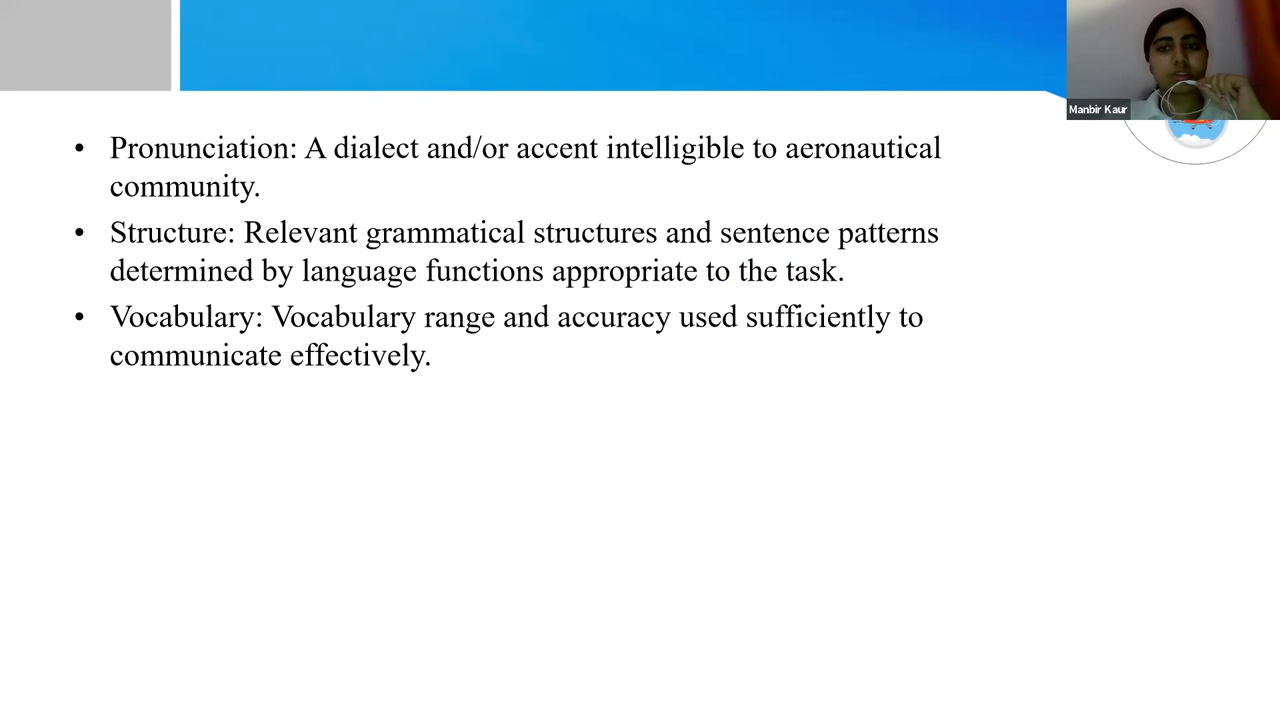 Manbir Kaur
• Pronunciation: A dialect and/or accent intelligible to aeronautical
community.
• Structure: Relevant grammatical structures and sentence patterns
determined by language functions appropriate to the task.
• Vocabulary: Vocabulary range and accuracy used sufficiently to
communicate effectively.